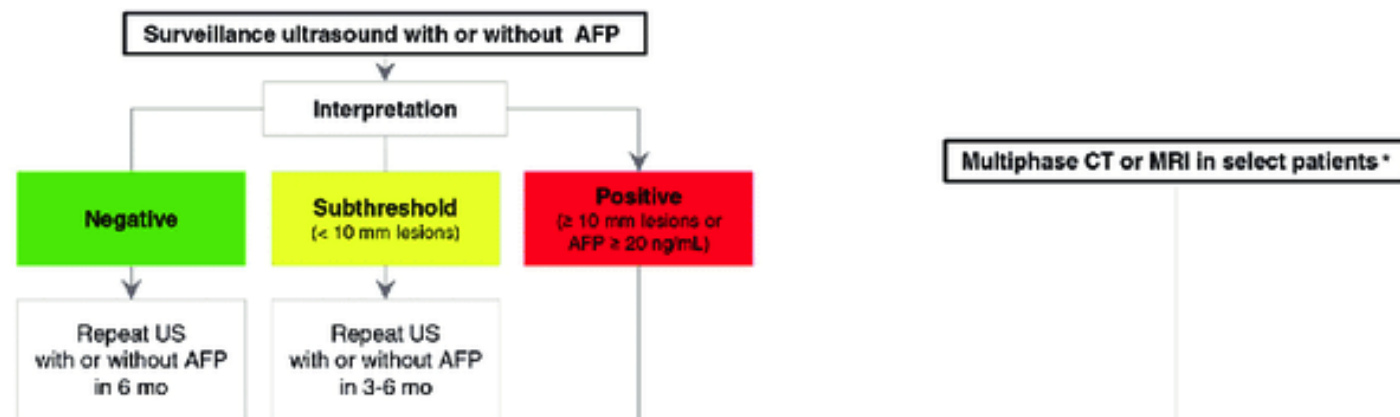 Surveillance ultrasound with or without AFP
Interpretation
Multiphase CT or MRI in select patients*
Negative
Subthreshold
(< 10 mm lesions)
Positive
(≥ 10 mm lesions or
AFP ≥ 20 ng/mL)
Repeat US
with or without AFP
in 6 mo
Repeat US
with or without AFP
in 3-6 mo